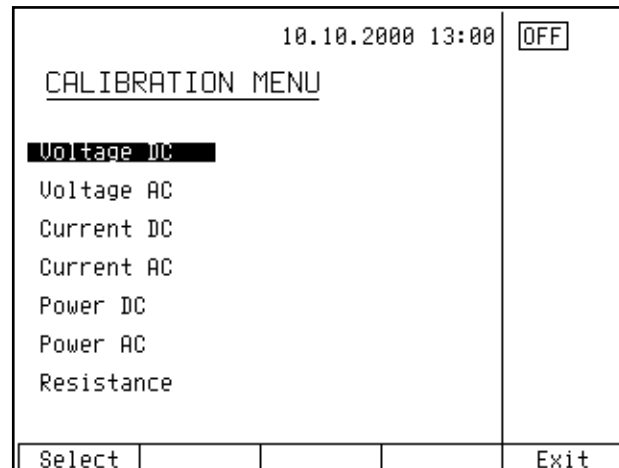 10.10.2000 13:00 OFF
CALIBRATION MENU
Voltage DC
Voltage AC
Current DC
Current AC
Power DC
Power AC
Resistance
Select Exit